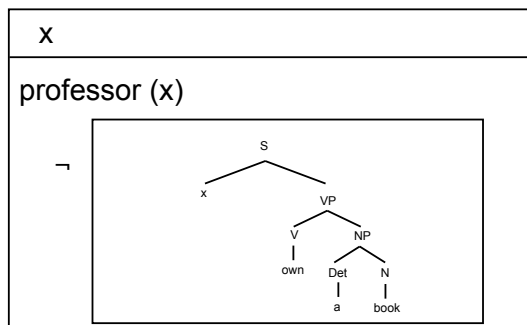 x
professor (x)
¬
S
x
VP
V NP
own Det N
a book